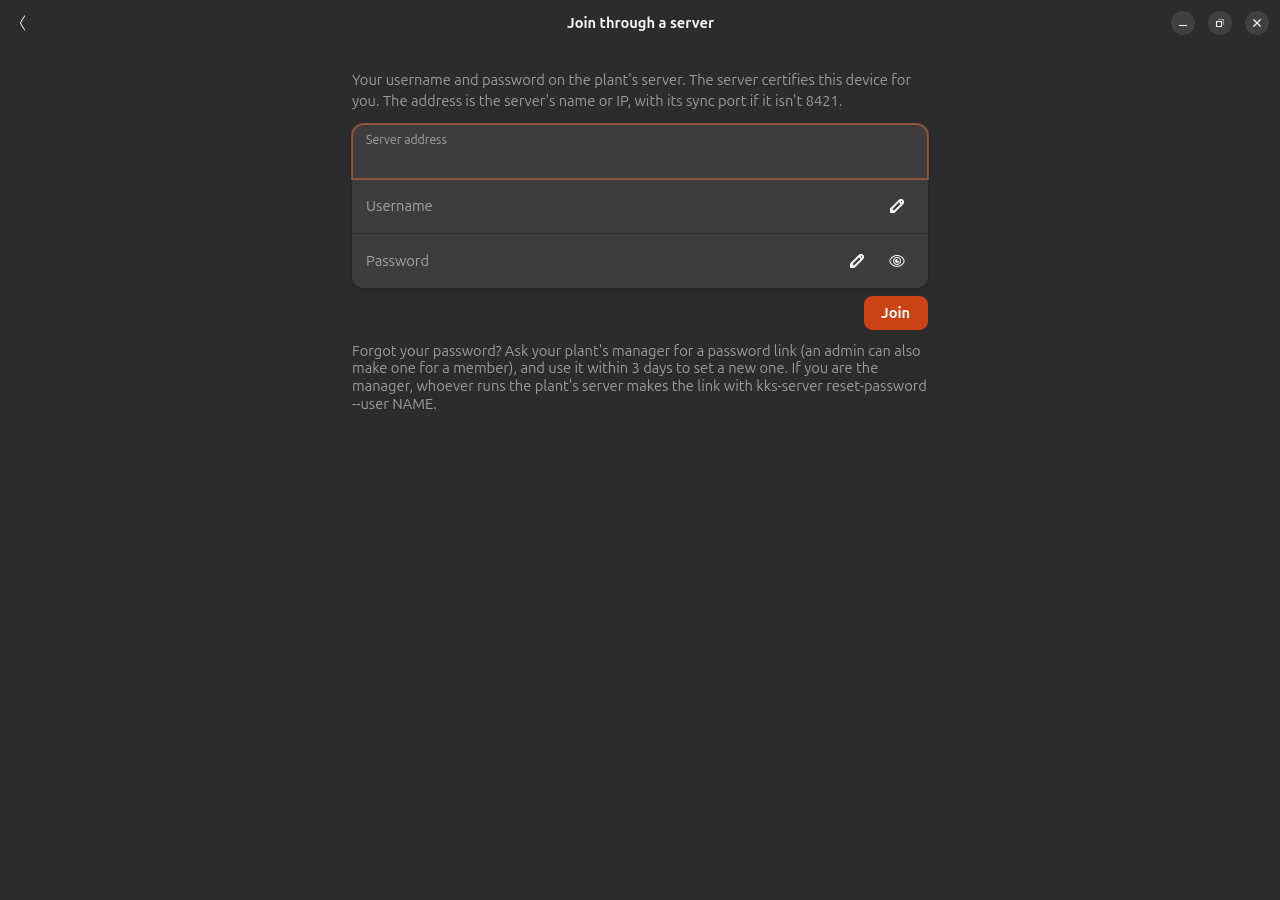 Join through a server
Your username and password on the plant's server. The server certifies this device for
you. The address is the server's name or IP, with its sync port if it isn't 8421.
Server address
Username
Password
Join
Forgot your password? Ask your plant's manager for a password link (an admin can also
make one for a member), and use it within 3 days to set a new one. If you are the
manager, whoever runs the plant's server makes the link with kks-server reset-password
--user NAME.